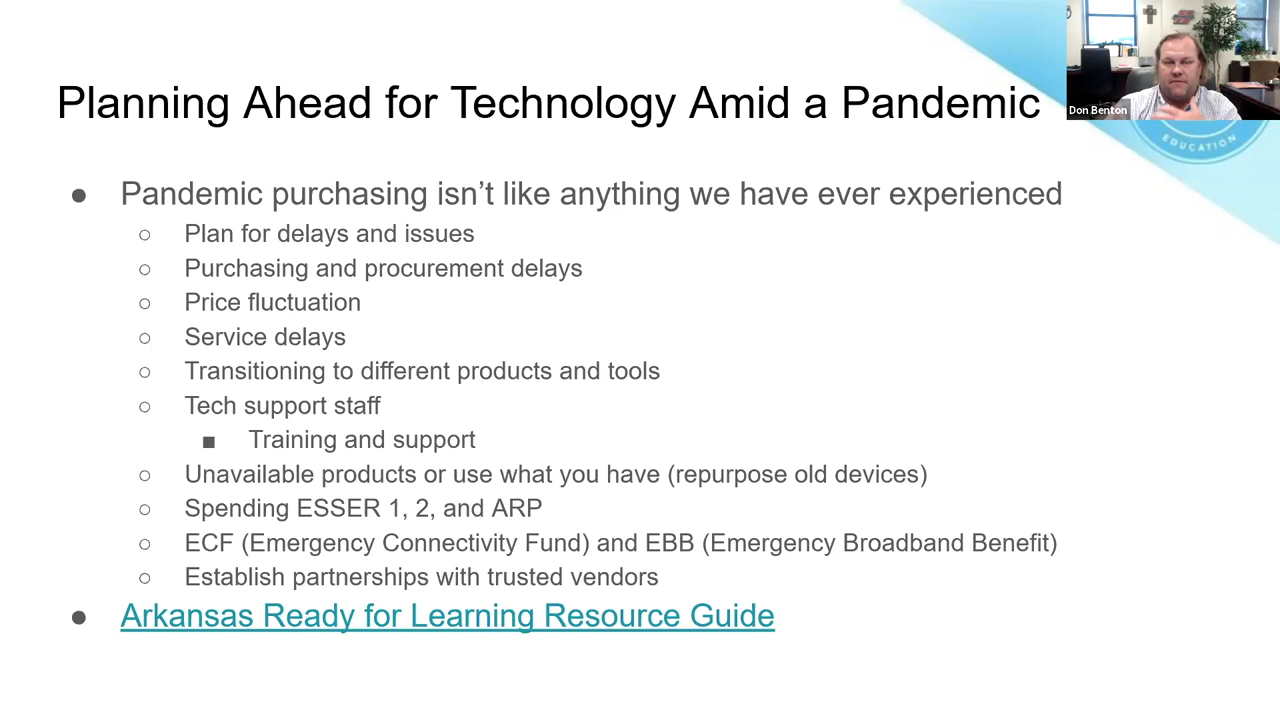 Planning Ahead for Technology Amid a Pandemic
Don Benton
EDUCATION
● Pandemic purchasing isn’t like anything we have ever experienced
○ Plan for delays and issues
○ Purchasing and procurement delays
○ Price fluctuation
○ Service delays
○ Transitioning to different products and tools
○ Tech support staff
■ Training and support
○ Unavailable products or use what you have (repurpose old devices)
○ Spending ESSER 1, 2, and ARP
○ ECF (Emergency Connectivity Fund) and EBB (Emergency Broadband Benefit)
○ Establish partnerships with trusted vendors
● Arkansas Ready for Learning Resource Guide